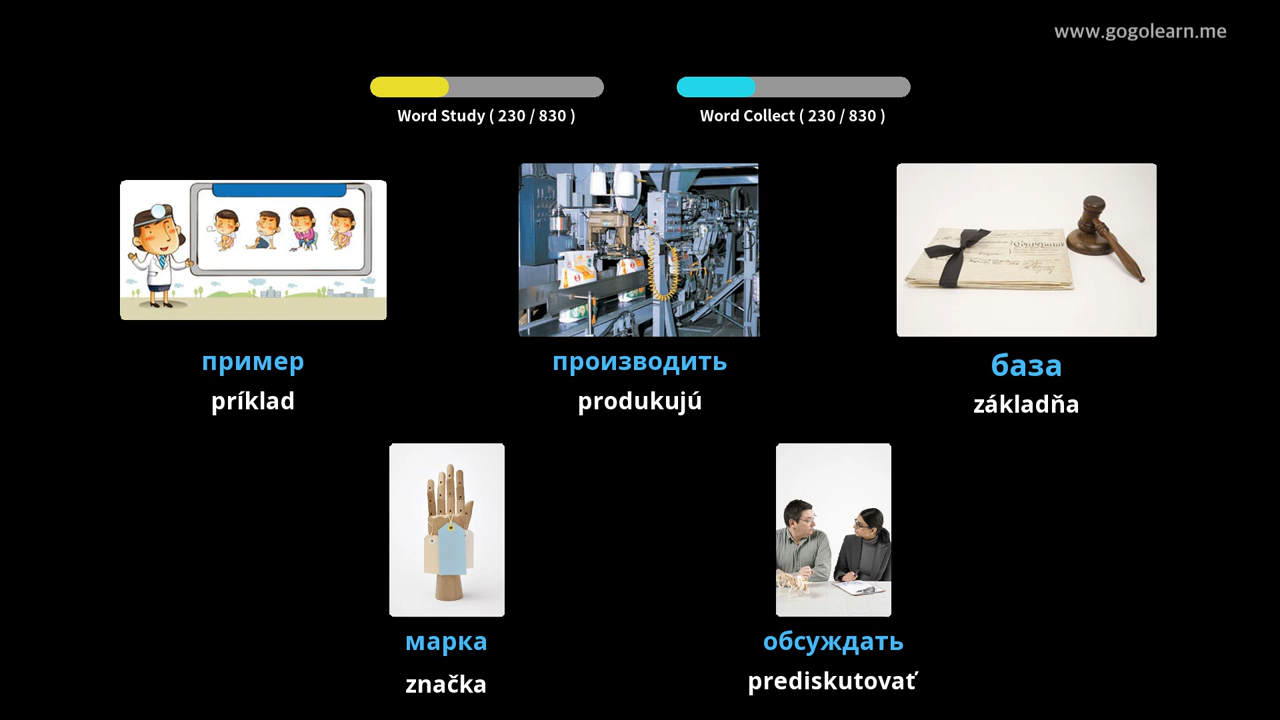 www.gogolearn.me
Word Study ( 230 / 830 )
Word Collect ( 230 / 830 )
пример
príklad
производить
produkujú
база
základňa
марка
značka
обсуждать
prediskutovať